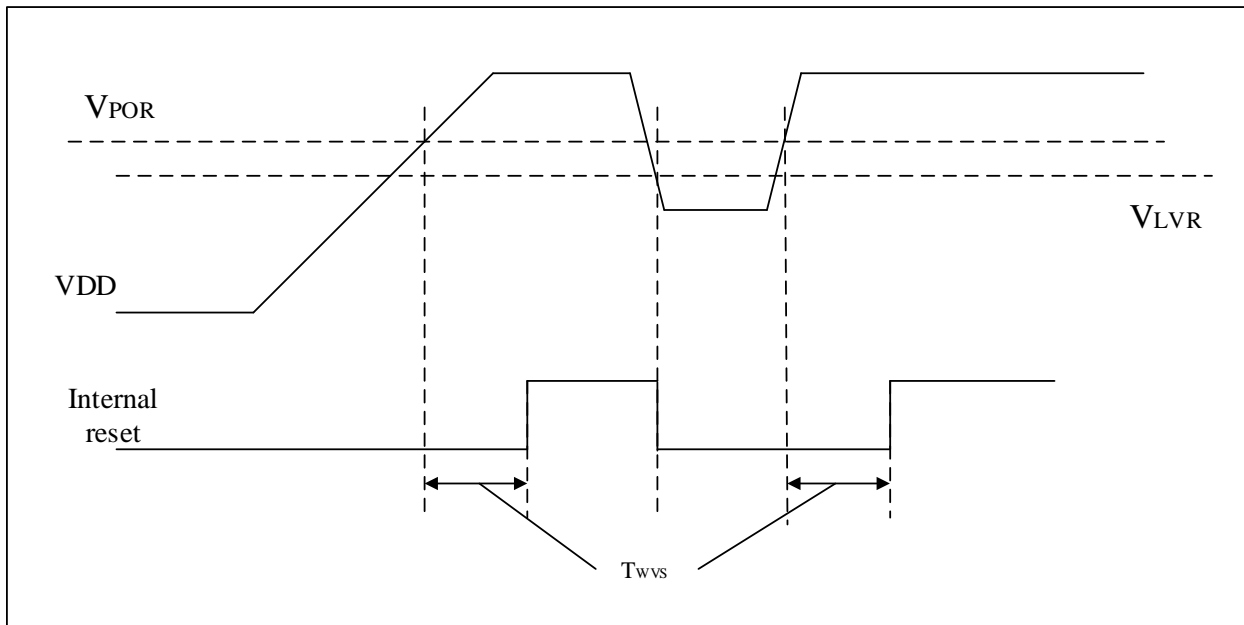 VPOR
VLVR
VDD
Internal
reset
TWVS